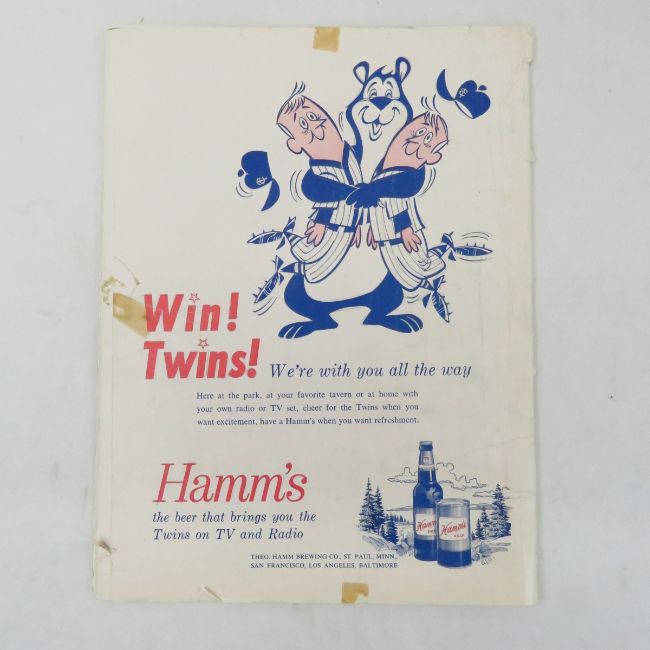 Win!
Twins! We're with you all the way
Here at the park, at your favorite tavern or at home with
your own radio or TV set, cheer for the Twins when you
want excitement, have a Hamm's when you want refreshment.
Hamm's
the beer that brings you the
Twins on TV and Radio
Hamm's
Hamm's
BEER
THEO. HAMM BREWING CO., ST. PAUL, MINN.,
SAN FRANCISCO, LOS ANGELES, BALTIMORE